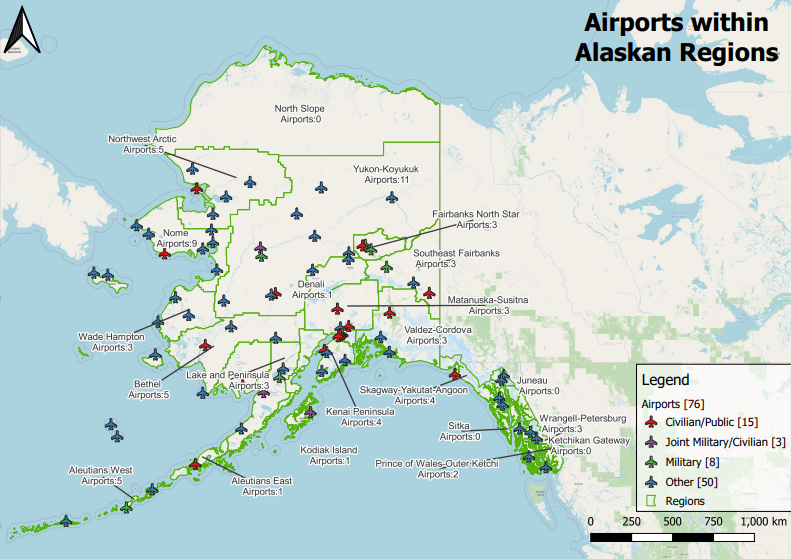 Airports within
Alaskan Regions
North Slope
Airports:0
Northwest Arctic
Airports:5
Yukon-Koyukuk
Airports:11
Fairbanks North Star
Airports:3
Nome
Airports:9
Southeast Fairbanks
Airports:3
Denali
Airports:1
Matanuska-Susitna
Airports:3
Wade Hampton
Airports:3
Valdez-Cordova
Airports:3
Bethel
Airports:5
Lake and Peninsula
Airports:3
Skagway-Yakutat-Angoon
Airports:4
Juneau
Airports:0
Kenai Peninsula
Airports:4
Wrangell-Petersburg
Airports:3
Sitka
Airports:0
Ketchikan Gateway
Airports:0
Kodiak Island
Airports:1
Prince of Wales-Outer Ketchi
Airports:2
Aleutians West
Airports:5
Aleutians East
Airports:1
Legend
Airports [76]
Civilian/Public [15]
Joint Military/Civilian [3]
Military [8]
Other [50]
Regions
0 250 500 750 1,000 km